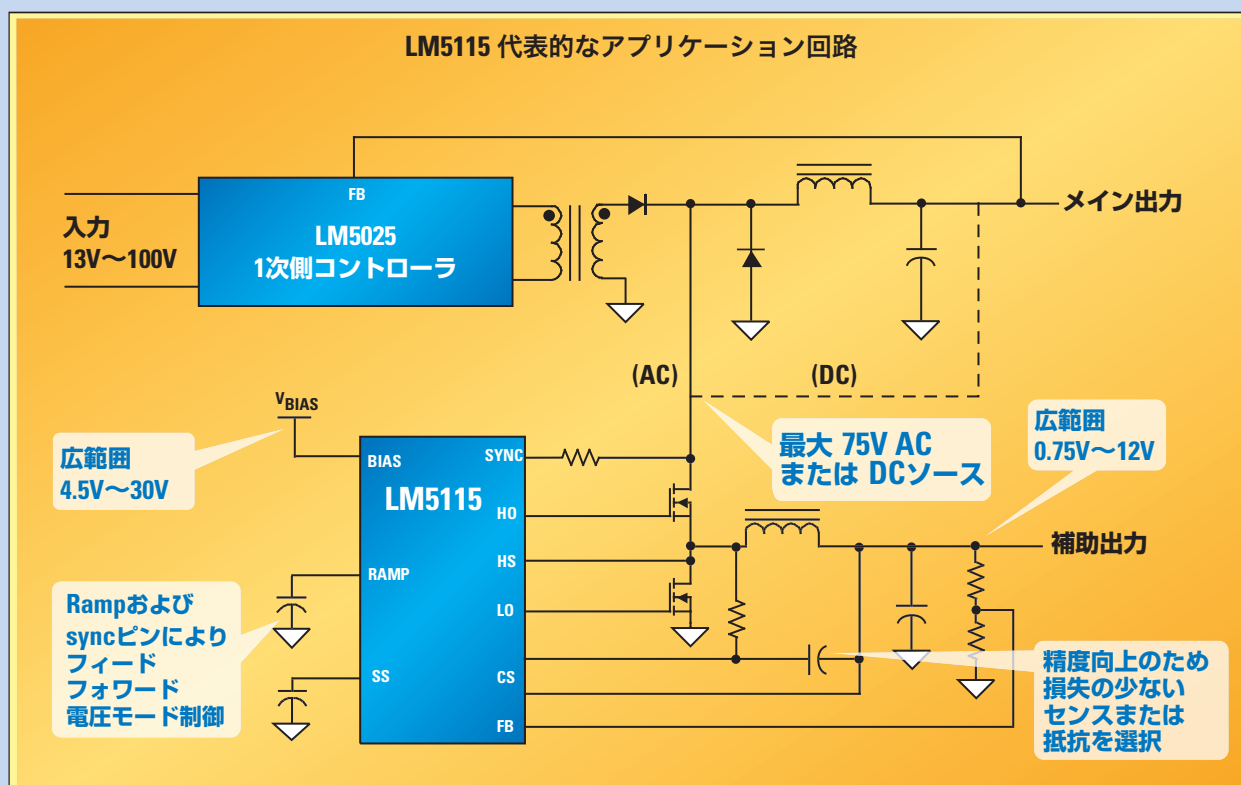 LM5115 代表的なアプリケーション回路
FB
LM5025
1次側コントローラ
入力
13V～100V
メイン出力
(AC)
(DC)
VBIAS
広範囲
4.5V～30V
最大 75V AC
または DCソース
広範囲
0.75V～12V
BIAS
SYNC
LM5115
HO
HS
RAMP
LO
SS
CS
FB
補助出力
Rampおよび
syncピンにより
フィード
フォワード
電圧モード制御
精度向上のため
損失の少ない
センスまたは
抵抗を選択